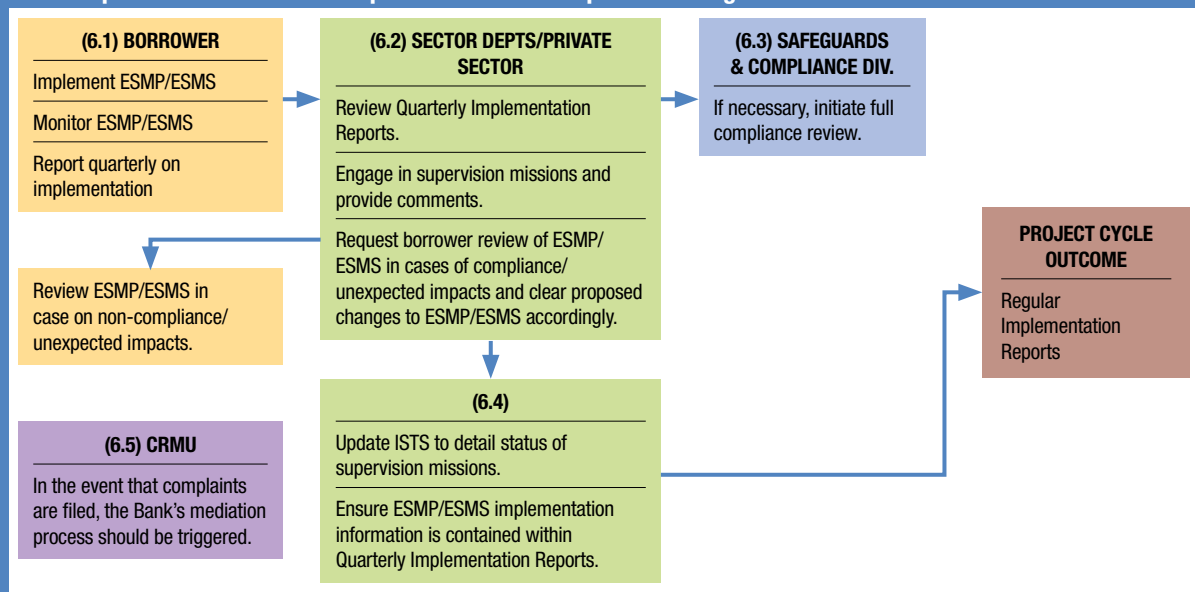 (6.1) BORROWER
Implement ESMP/ESMS
Monitor ESMP/ESMS
Report quarterly on
implementation
(6.2) SECTOR DEPTS/PRIVATE
SECTOR
Review Quarterly Implementation
Reports.
Engage in supervision missions and
provide comments.
Request borrower review of ESMP/
ESMS in cases of compliance/
unexpected impacts and clear proposed
changes to ESMP/ESMS accordingly.
(6.3) SAFEGUARDS
& COMPLIANCE DIV.
If necessary, initiate full
compliance review.
Review ESMP/ESMS in
case on non-compliance/
unexpected impacts.
PROJECT CYCLE
OUTCOME
Regular
Implementation
Reports
(6.4)
Update ISTS to detail status of
supervision missions.
Ensure ESMP/ESMS implementation
information is contained within
Quarterly Implementation Reports.
(6.5) CRMU
In the event that complaints
are filed, the Bank's mediation
process should be triggered.